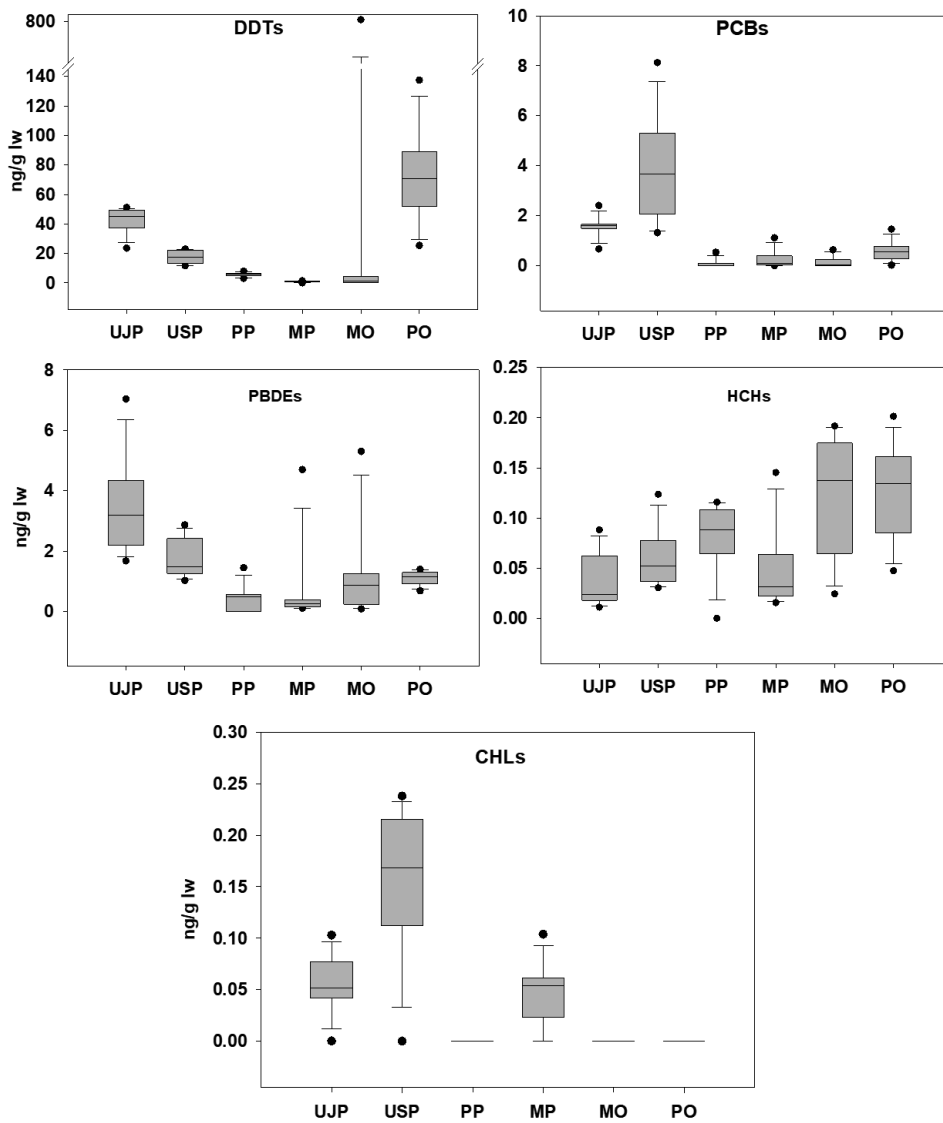 DDTs
800
140
120
100
80
60
40
20
0
ng/g lw
UJP USP PP MP MO PO
PCBs
10
8
6
4
2
0
UJP USP PP MP MO PO
PBDEs
8
6
4
2
0
ng/g lw
UJP USP PP MP MO PO
HCHs
0.25
0.20
0.15
0.10
0.05
0.00
UJP USP PP MP MO PO
CHLs
0.30
0.25
0.20
0.15
0.10
0.05
0.00
ng/g lw
UJP USP PP MP MO PO